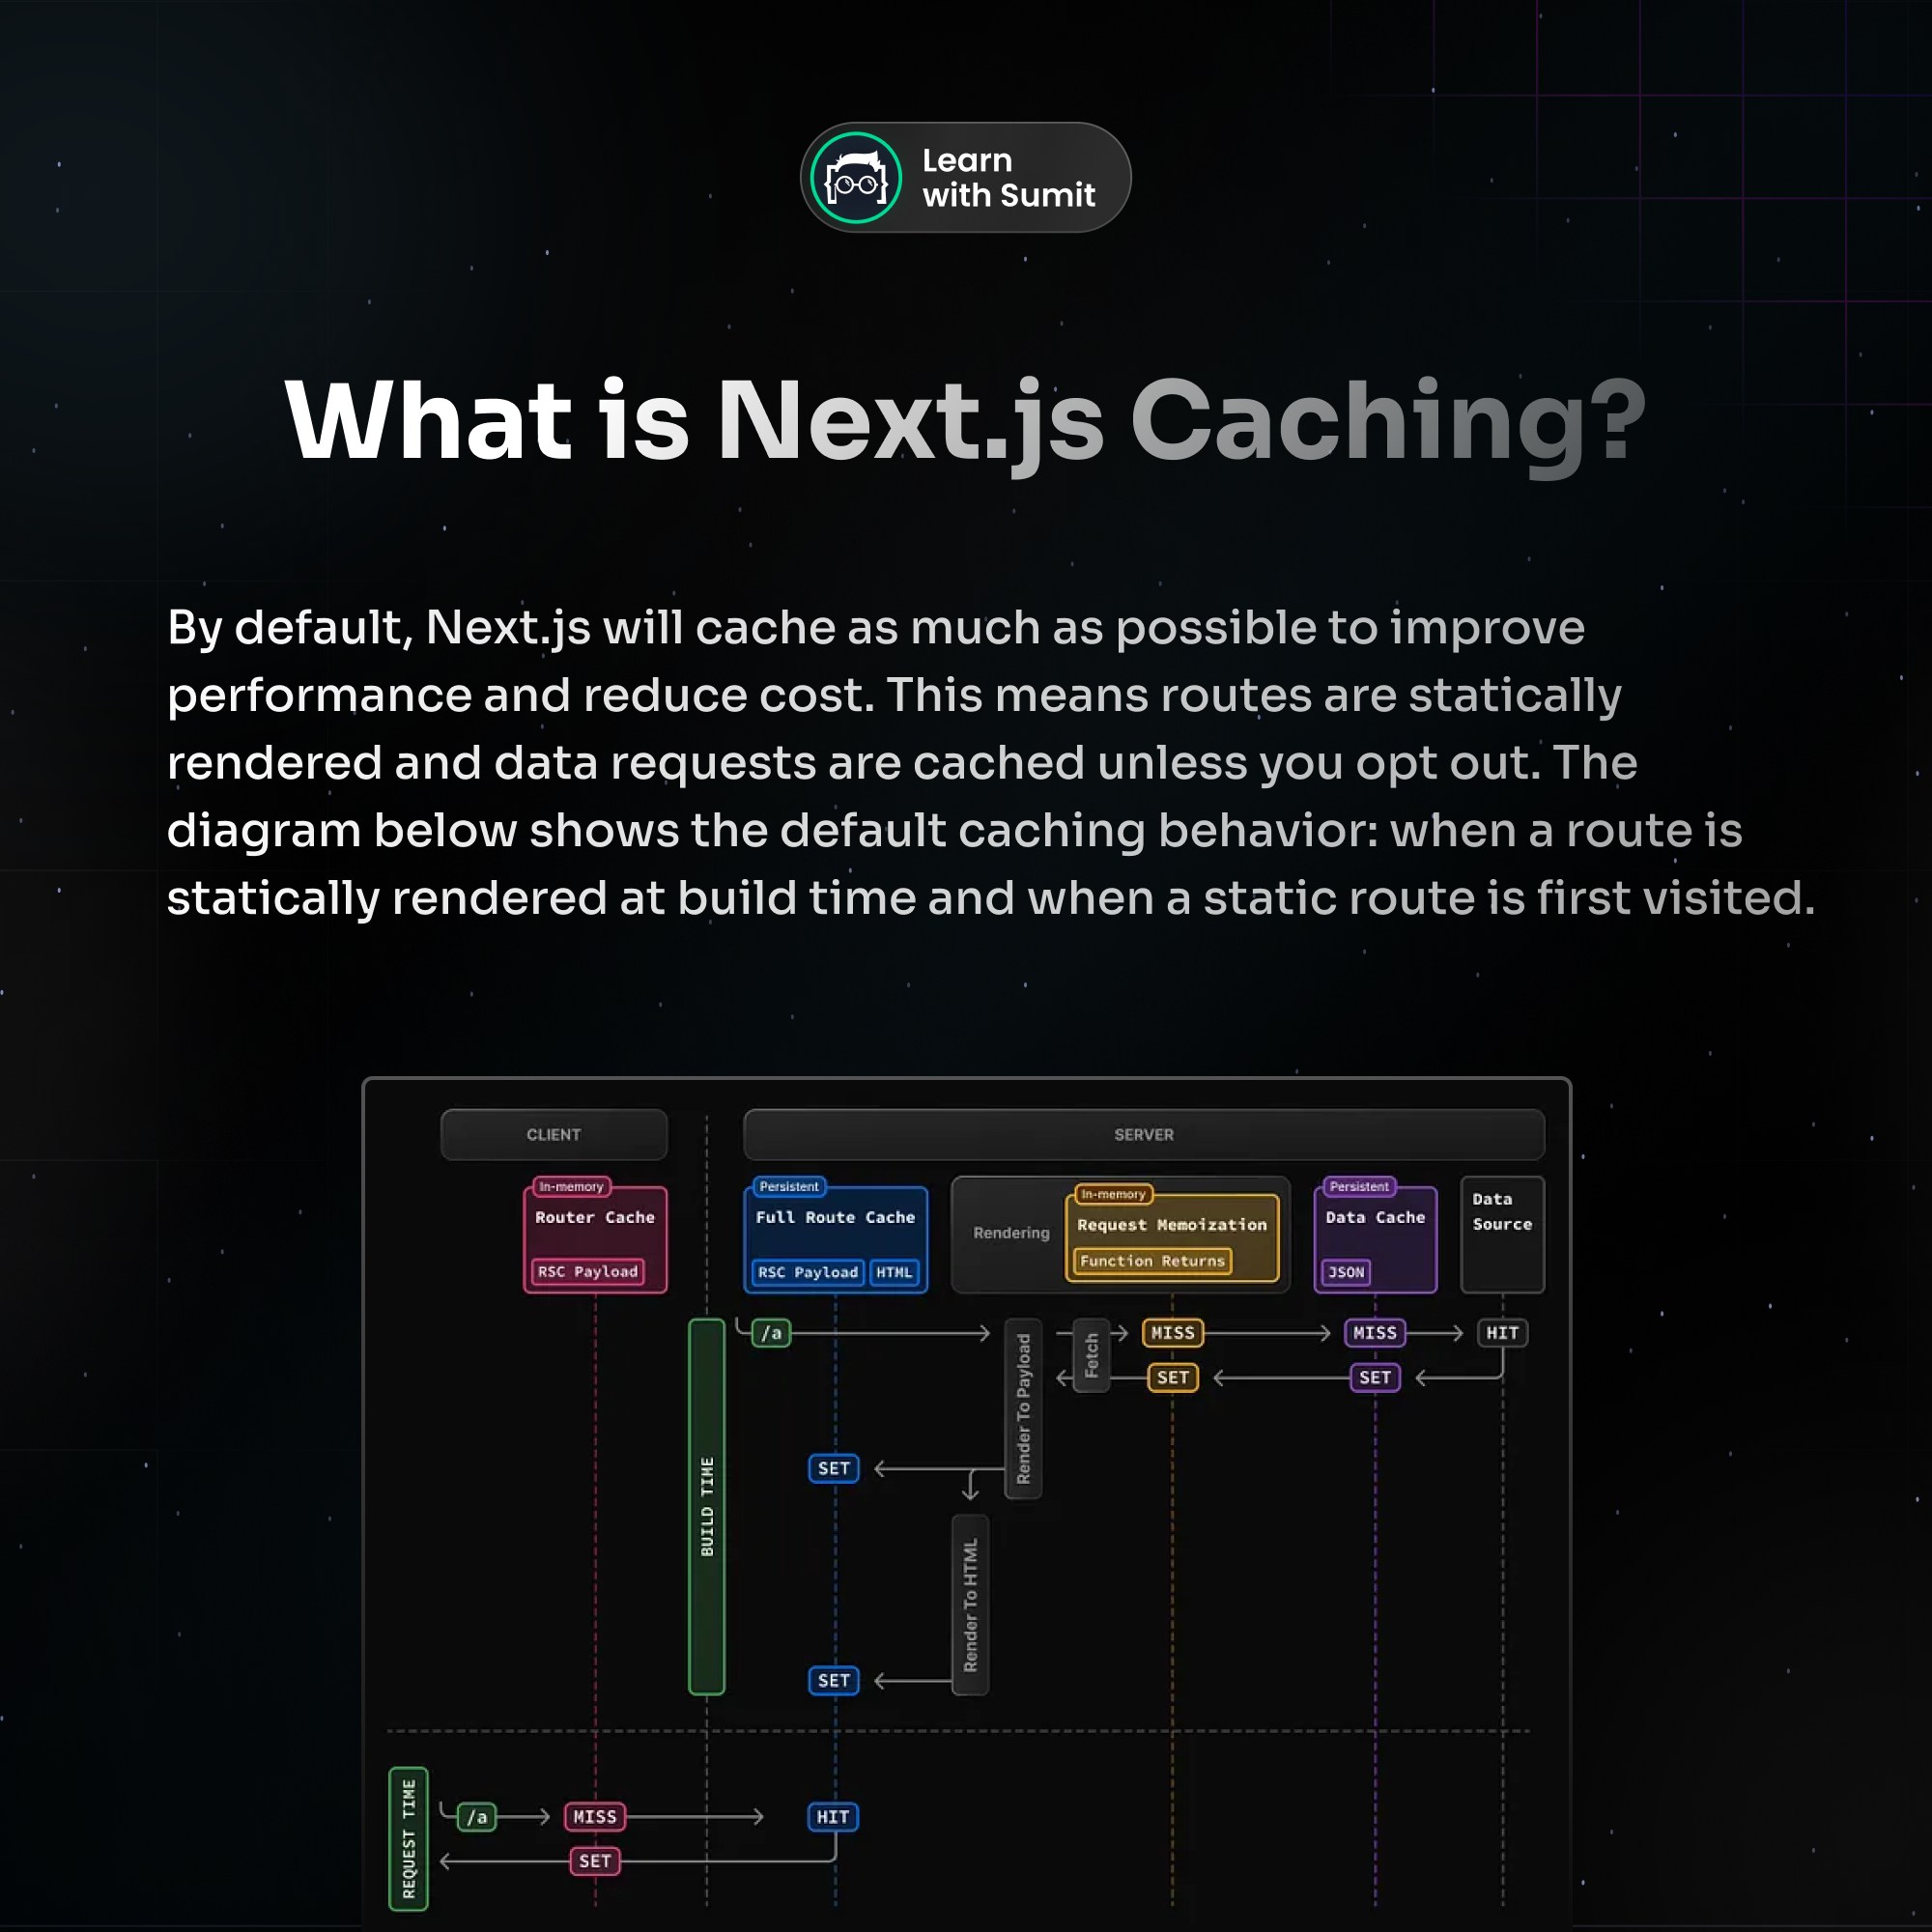 Learn
with Sumit
What is Next.js Caching?
By default, Next.js will cache as much as possible to improve
performance and reduce cost. This means routes are statically
rendered and data requests are cached unless you opt out. The
diagram below shows the default caching behavior: when a route is
statically rendered at build time and when a static route is first visited.
CLIENT
SERVER
In-memory
Router Cache
RSC Payload
Persistent
Full Route Cache
RSC Payload
HTML
Rendering
In-memory
Request Memoization
Function Returns
Persistent
Data Cache
JSON
Data
Source
BUILD TIME
/a
Render To Payload
Fetch
MISS
MISS
HIT
SET
SET
SET
Render To HTML
SET
REQUEST TIME
/a
MISS
HIT
SET